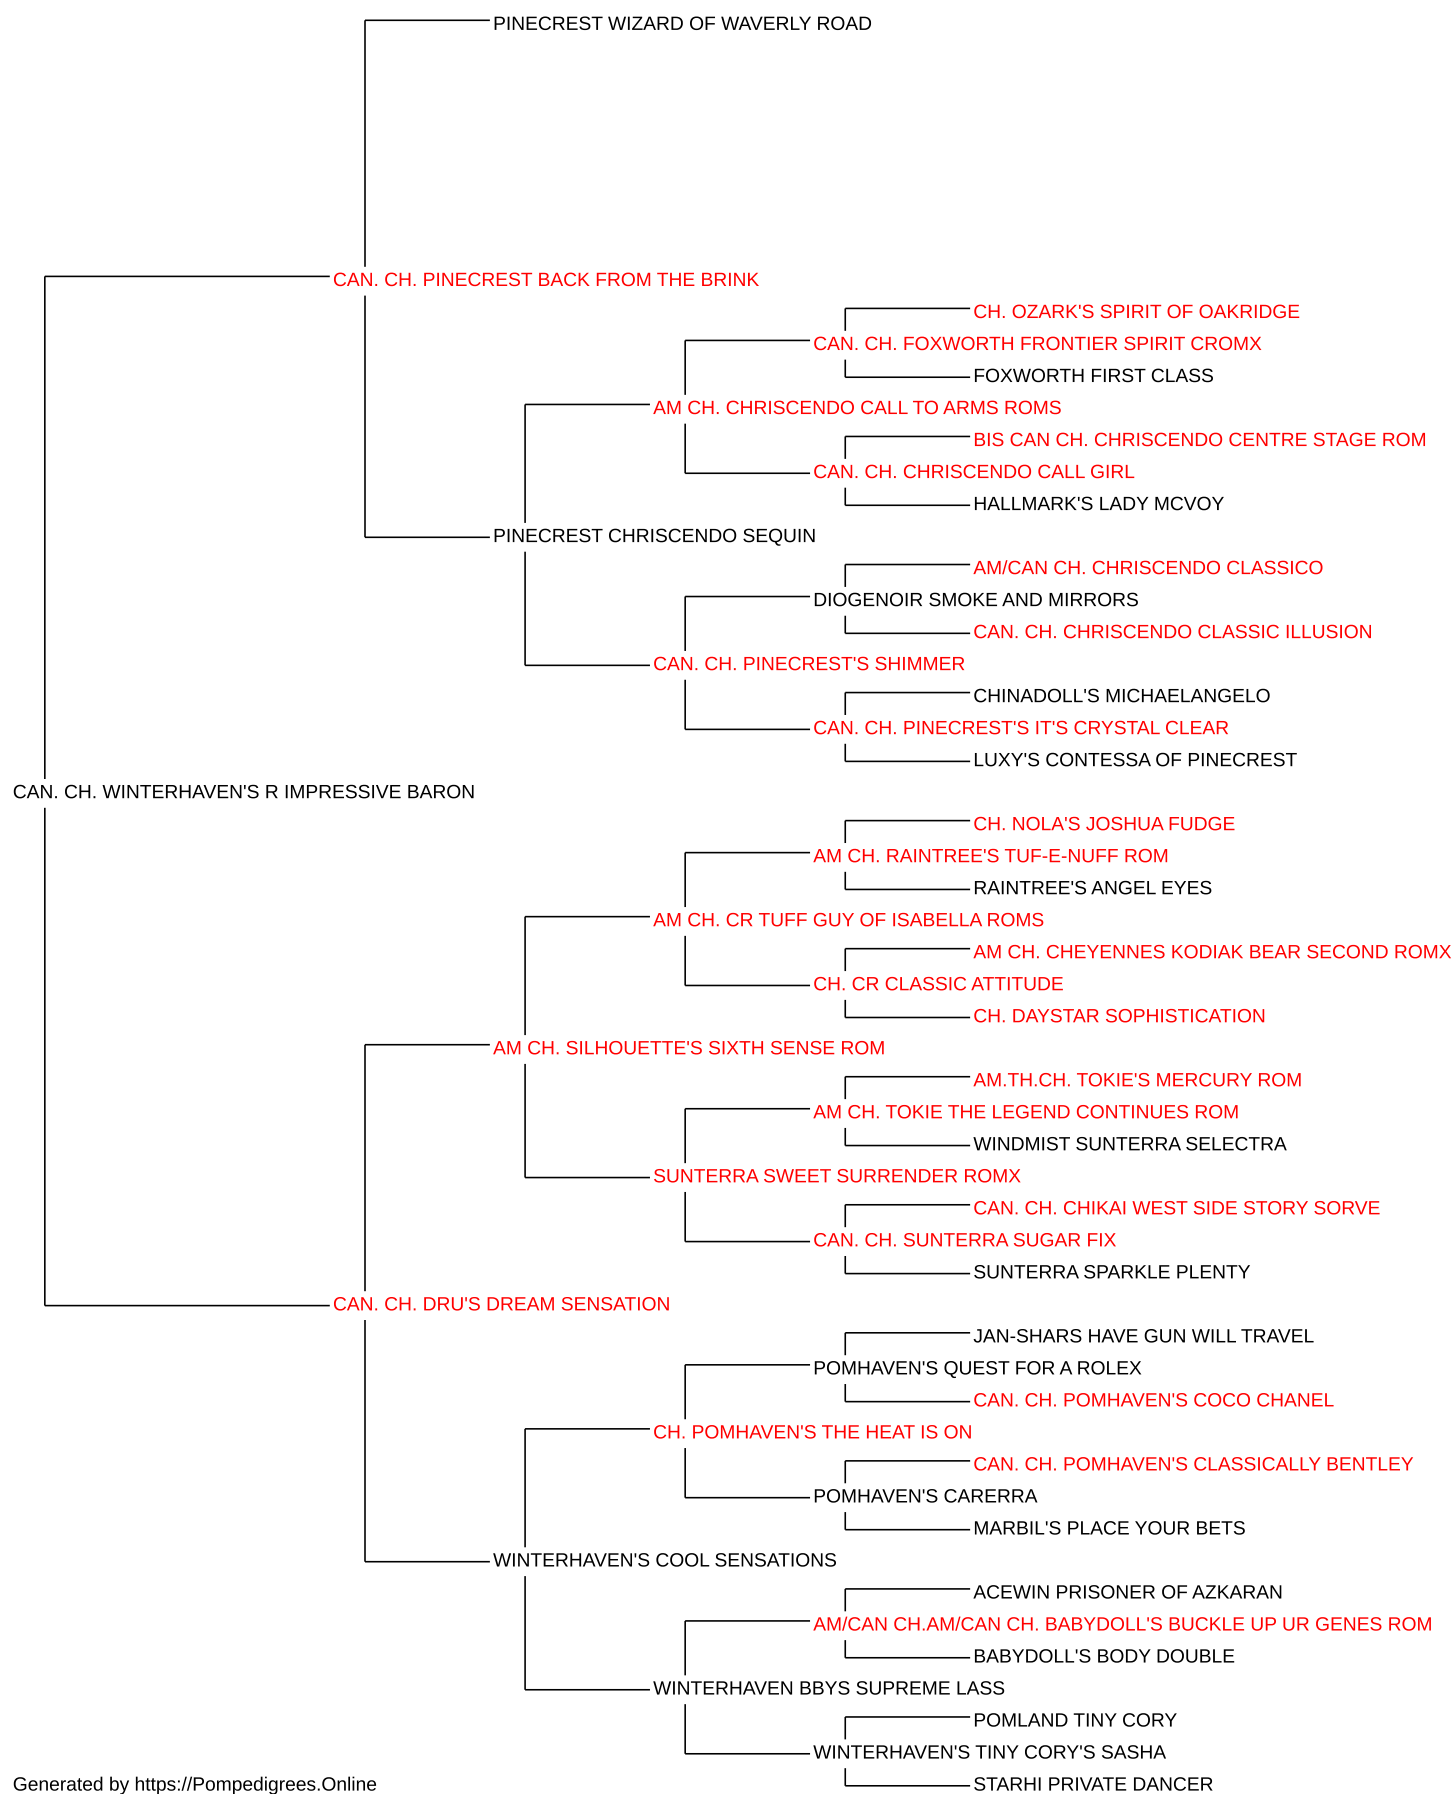 PINECREST WIZARD OF WAVERLY ROAD
CAN. CH. PINECREST BACK FROM THE BRINK
CH. OZARK'S SPIRIT OF OAKRIDGE
CAN. CH. FOXWORTH FRONTIER SPIRIT CROMX
FOXWORTH FIRST CLASS
AM CH. CHRISCENDO CALL TO ARMS ROMS
BIS CAN CH. CHRISCENDO CENTRE STAGE ROM
CAN. CH. CHRISCENDO CALL GIRL
HALLMARK'S LADY MCVOY
PINECREST CHRISCENDO SEQUIN
AM/CAN CH. CHRISCENDO CLASSICO
DIOGENOIR SMOKE AND MIRRORS
CAN. CH. CHRISCENDO CLASSIC ILLUSION
CAN. CH. PINECREST'S SHIMMER
CHINADOLL'S MICHAELANGELO
CAN. CH. PINECREST'S IT'S CRYSTAL CLEAR
LUXY'S CONTESSA OF PINECREST
CAN. CH. WINTERHAVEN'S R IMPRESSIVE BARON
CH. NOLA'S JOSHUA FUDGE
AM CH. RAINTREE'S TUF-E-NUFF ROM
RAINTREE'S ANGEL EYES
AM CH. CR TUFF GUY OF ISABELLA ROMS
AM CH. CHEYENNES KODIAK BEAR SECOND ROMX
CH. CR CLASSIC ATTITUDE
CH. DAYSTAR SOPHISTICATION
AM CH. SILHOUETTE'S SIXTH SENSE ROM
AM.TH.CH. TOKIE'S MERCURY ROM
AM CH. TOKIE THE LEGEND CONTINUES ROM
WINDMIST SUNTERRA SELECTRA
SUNTERRA SWEET SURRENDER ROMX
CAN. CH. CHIKAI WEST SIDE STORY SORVE
CAN. CH. SUNTERRA SUGAR FIX
SUNTERRA SPARKLE PLENTY
CAN. CH. DRU'S DREAM SENSATION
JAN-SHARS HAVE GUN WILL TRAVEL
POMHAVEN'S QUEST FOR A ROLEX
CAN. CH. POMHAVEN'S COCO CHANEL
CH. POMHAVEN'S THE HEAT IS ON
CAN. CH. POMHAVEN'S CLASSICALLY BENTLEY
POMHAVEN'S CARERRA
MARBIL'S PLACE YOUR BETS
WINTERHAVEN'S COOL SENSATIONS
ACEWIN PRISONER OF AZKARAN
AM/CAN CH.AM/CAN CH. BABYDOLL'S BUCKLE UP UR GENES ROM
BABYDOLL'S BODY DOUBLE
WINTERHAVEN BBYS SUPREME LASS
POMLAND TINY CORY
WINTERHAVEN'S TINY CORY'S SASHA
STARHI PRIVATE DANCER
Generated by https://Pompedigrees.Online